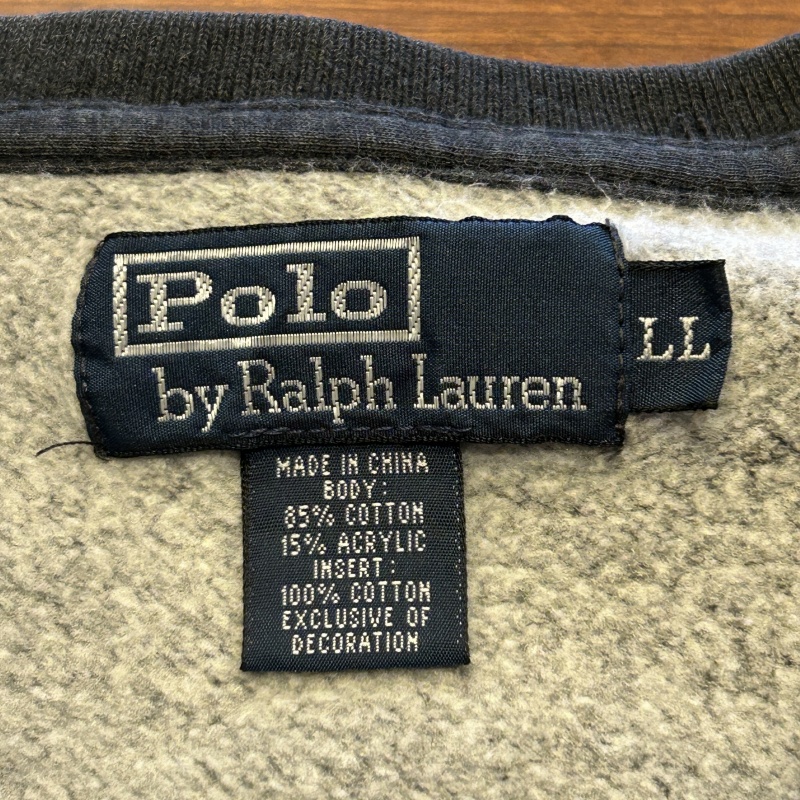 Polo
by Ralph Lauren
LL
MADE IN CHINA
BODY:
85% COTTON
15% ACRYLIC
INSERT:
100% COTTON
EXCLUSIVE OF
DECORATION